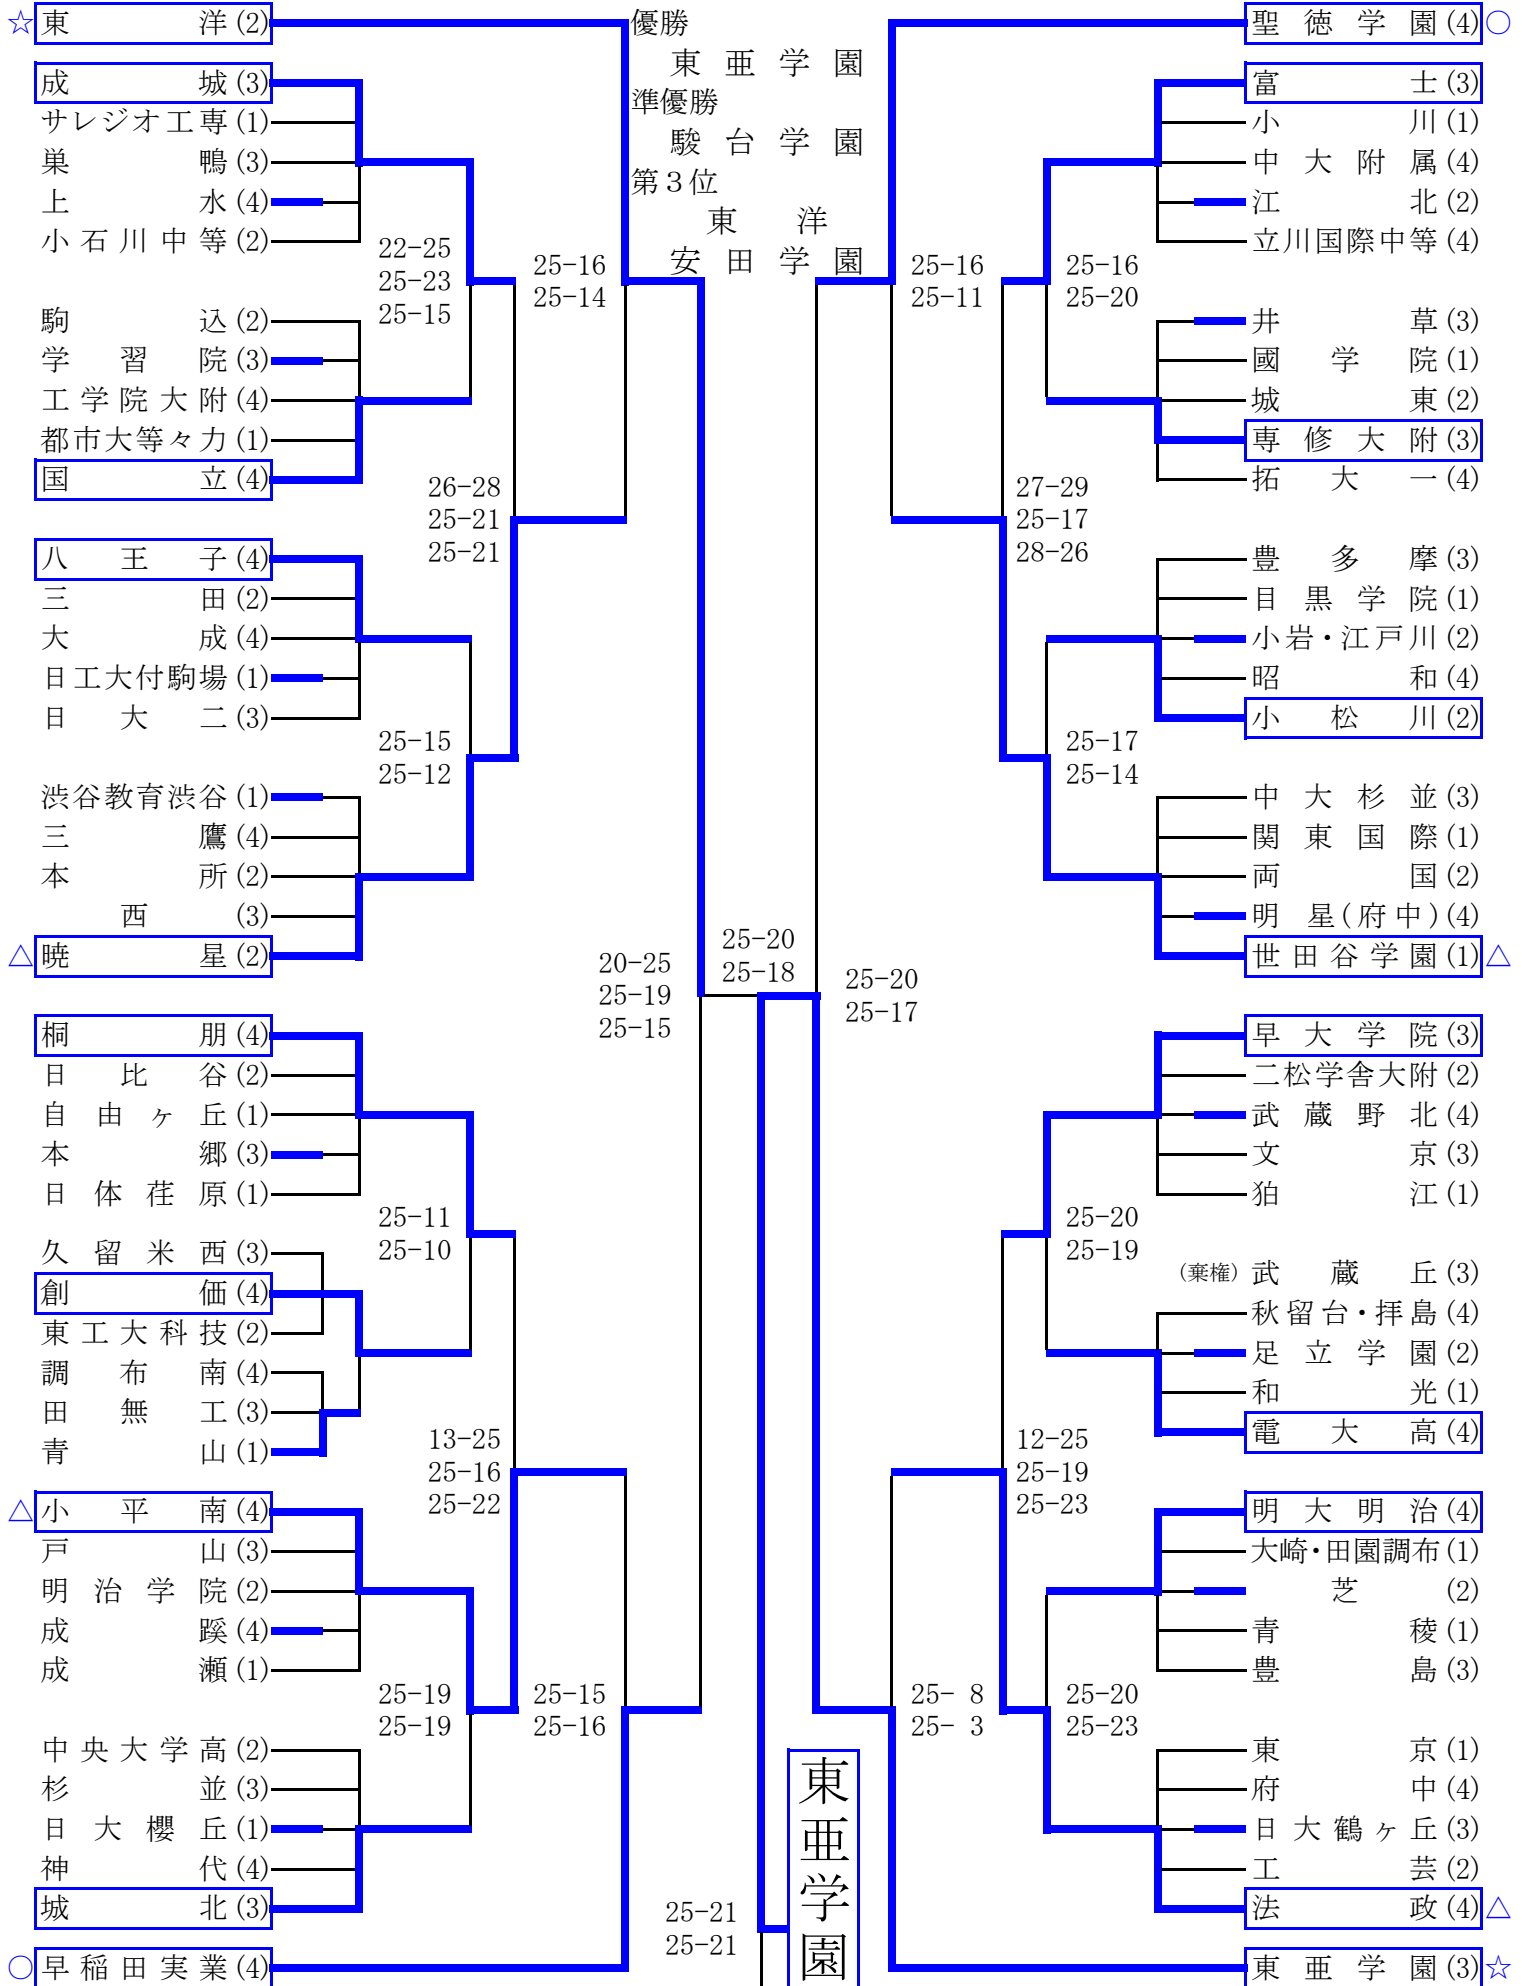 ☆東洋(2)
成城(3)
サレジオ工専(1)
巣鴨(3)
上水(4)
小石川中等(2)
駒込(2)
学習院(3)
工学院大附(4)
都市大等々力(1)
国立(4)
八王子(4)
三田(2)
大成(4)
日工大付駒場(1)
日大二(3)
渋谷教育渋谷(1)
三鷹(4)
本所(2)
西(3)
△暁星(2)
桐朋(4)
日比谷(2)
自由ヶ丘(1)
本郷(3)
日体荏原(1)
久留米西(3)
創価(4)
東工大科技(2)
調布南(4)
田無工(3)
青山(1)
△小平南(4)
戸山(3)
明治学院(2)
成蹊(4)
成瀬(1)
中央大学高(2)
杉並(3)
日大櫻丘(1)
神代(4)
城北(3)
○早稲田実業(4)
22-25
25-23
25-15
26-28
25-21
25-21
25-15
25-12
25-16
25-14
25-11
25-10
13-25
25-16
25-22
25-19
25-19
25-15
25-16
20-25
25-19
25-15
優勝
東亜学園
準優勝
駿台学園
第３位
東洋
安田学園
25-20
25-18
25-20
25-17
25-21
25-21
東亜学園
25-16
25-11
25-16
25-20
27-29
25-17
28-26
25-17
25-14
25-20
25-19
12-25
25-19
25-23
25- 8
25- 3
25-20
25-23
聖徳学園(4)○
富士(3)
小川(1)
中大附属(4)
江北(2)
立川国際中等(4)
井草(3)
國学院(1)
城東(2)
専修大附(3)
拓大一(4)
豊多摩(3)
目黒学院(1)
小岩・江戸川(2)
昭和(4)
小松川(2)
中大杉並(3)
関東国際(1)
両国(2)
明星(府中)(4)
世田谷学園(1)△
早大学院(3)
二松学舎大附(2)
武蔵野北(4)
文京(3)
狛江(1)
(棄権)武蔵丘(3)
秋留台・拝島(4)
足立学園(2)
和光(1)
電大高(4)
明大明治(4)
大崎・田園調布(1)
芝(2)
青稜(1)
豊島(3)
東京(1)
府中(4)
日大鶴ヶ丘(3)
工芸(2)
法政(4)△
東亜学園(3)☆